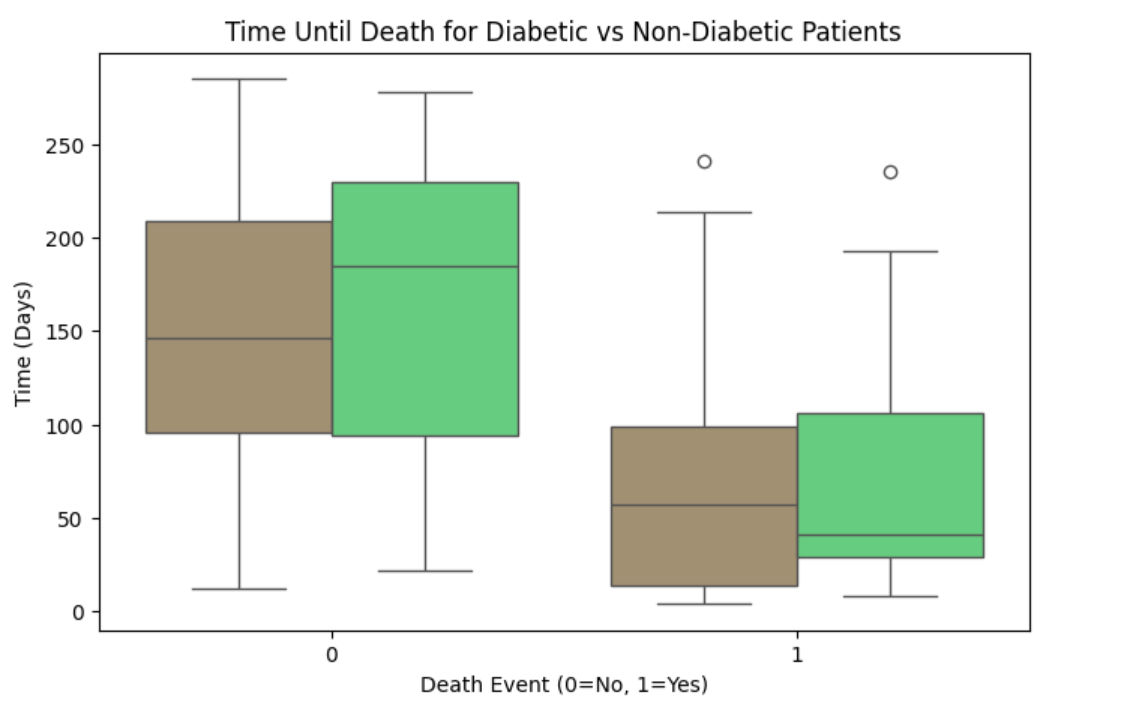 Time Until Death for Diabetic vs Non-Diabetic Patients
250
200
150
100
50
0
Time (Days)
0
1
Death Event (0=No, 1=Yes)